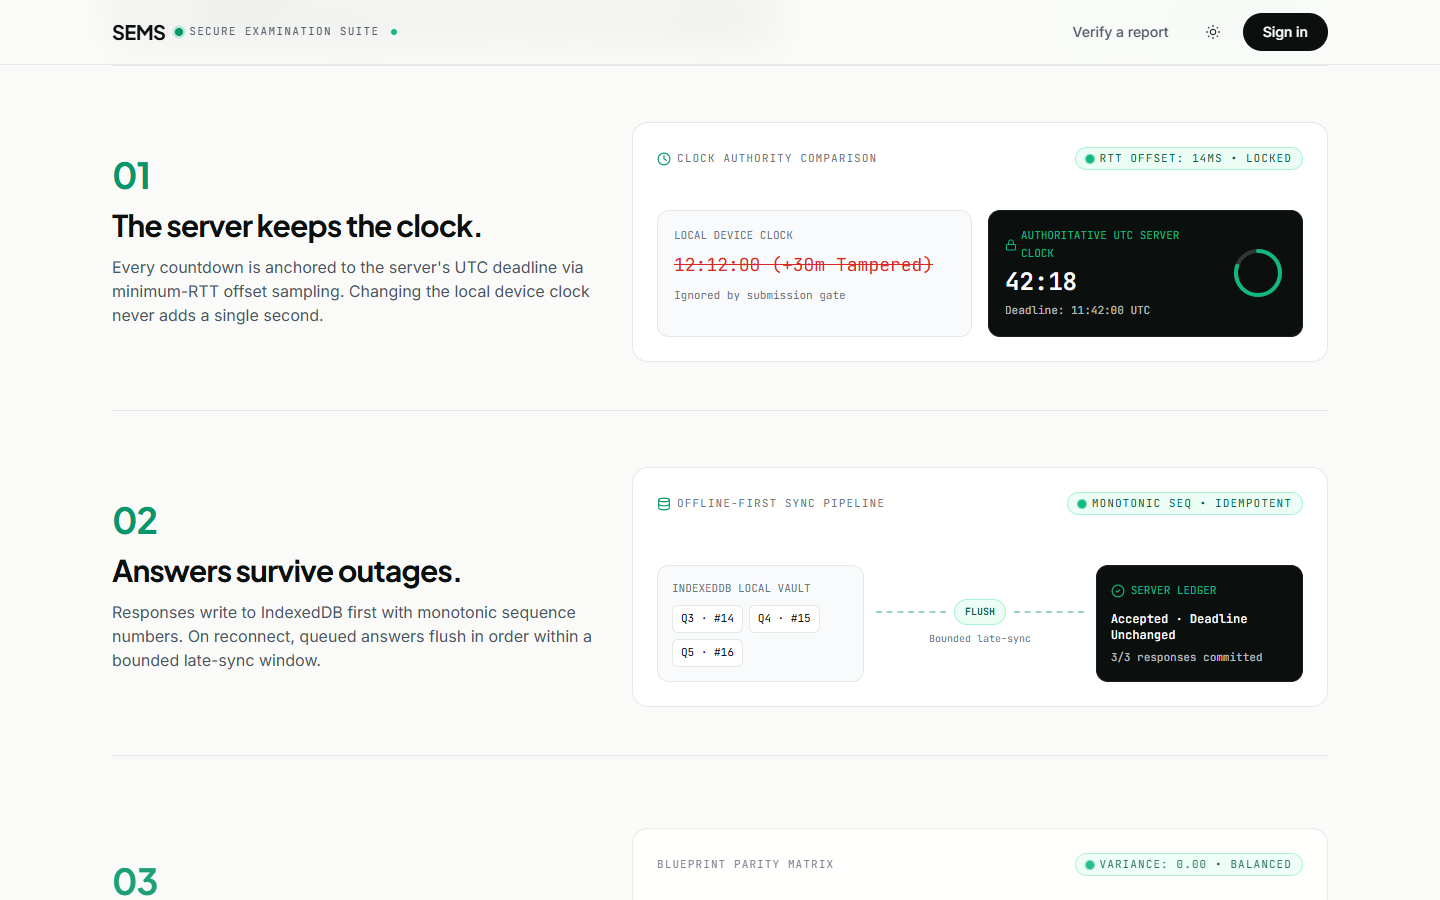 SEMS SECURE EXAMINATION SUITE
Verify a report
Sign in
01
The server keeps the clock.
Every countdown is anchored to the server's UTC deadline via
minimum-RTT offset sampling. Changing the local device clock
never adds a single second.
CLOCK AUTHORITY COMPARISON
RTT OFFSET: 14MS • LOCKED
LOCAL DEVICE CLOCK
12:12:00 (+30m Tampered)
Ignored by submission gate
AUTHORITATIVE UTC SERVER
CLOCK
42:18
Deadline: 11:42:00 UTC
02
Answers survive outages.
Responses write to IndexedDB first with monotonic sequence
numbers. On reconnect, queued answers flush in order within a
bounded late-sync window.
OFFLINE-FIRST SYNC PIPELINE
MONOTONIC SEQ • IDEMPOTENT
INDEXEDDB LOCAL VAULT
Q3 · #14
Q4 · #15
Q5 · #16
FLUSH
Bounded late-sync
SERVER LEDGER
Accepted · Deadline
Unchanged
3/3 responses committed
03
BLUEPRINT PARITY MATRIX
VARIANCE: 0.00 • BALANCED